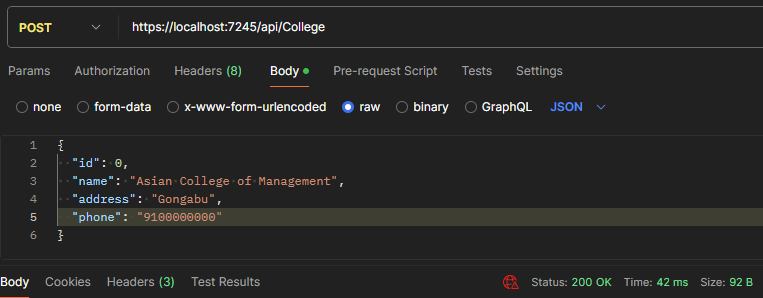 POST https://localhost:7245/api/College
Params Authorization Headers (8) Body Pre-request Script Tests Settings
none form-data x-www-form-urlencoded raw binary GraphQL JSON
1 {
2 "id": 0,
3 "name": "Asian College of Management",
4 "address": "Gongabu",
5 "phone": "9100000000"
6 }
Body Cookies Headers (3) Test Results Status: 200 OK Time: 42 ms Size: 92 B